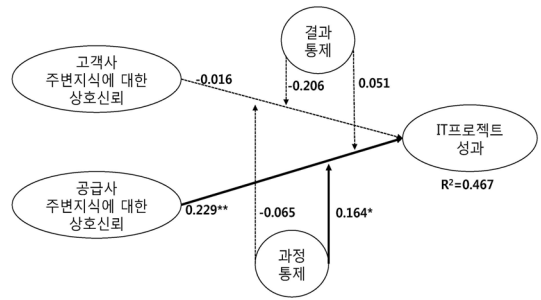 결과
통제
고객사
주변지식에 대한
상호신뢰
-0.016
-0.206
0.051
IT프로젝트
성과
R²=0.467
공급사
주변지식에 대한
상호신뢰
0.229**
-0.065
0.164*
과정
통제